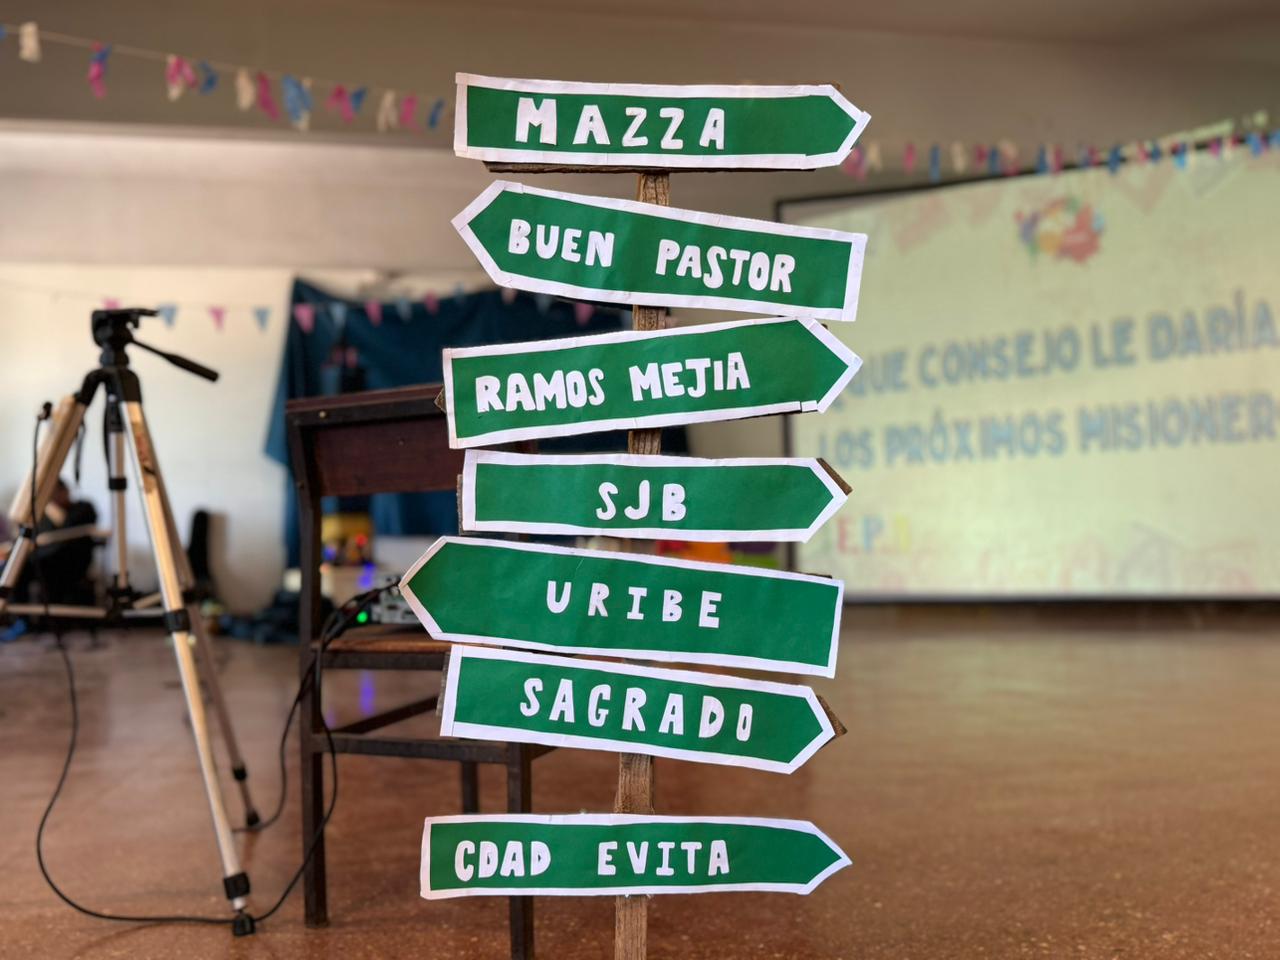 MAZZA
BUEN PASTOR
RAMOS MEJIA
SJB
URIBE
SAGRADO
CDAD EVITA
QUE CONSEJO LE DARÍA
LOS PRÓXIMOS MISIONER
E.P.J